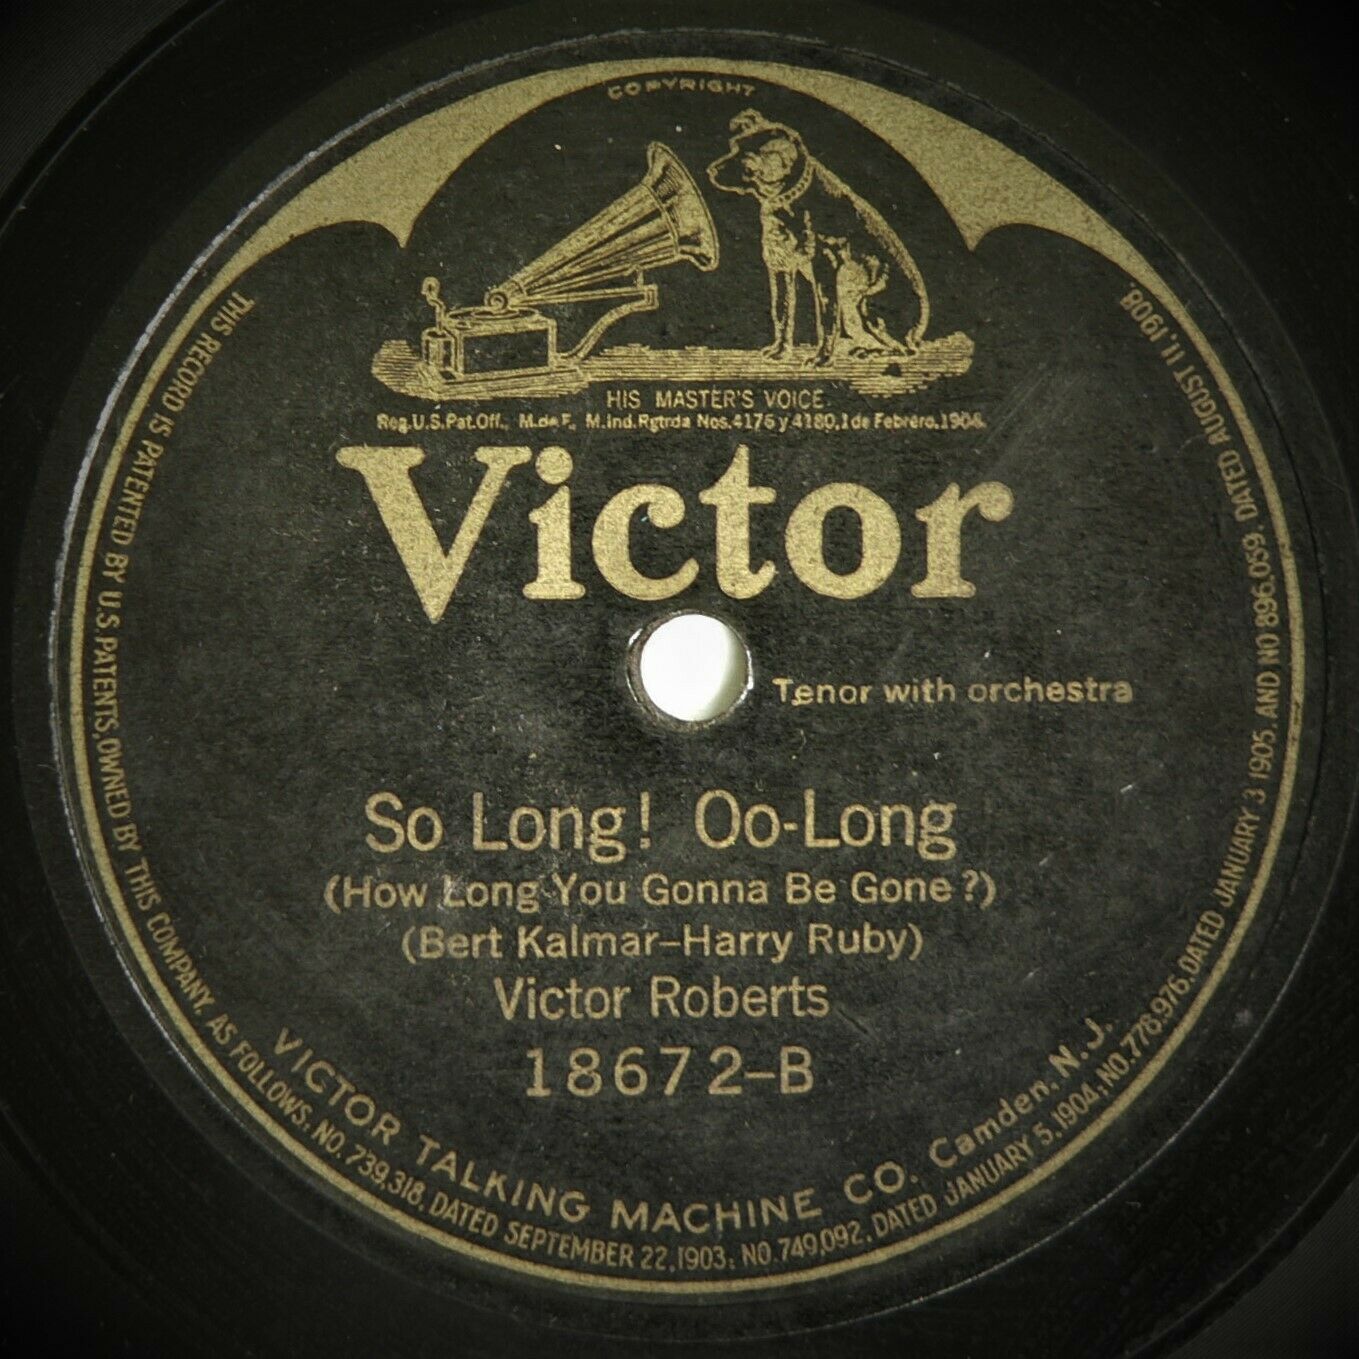 COPYRIGHT
HIS MASTER'S VOICE.
Reg.U.S.Pat.Off., M.de F., M.Ind.Rgtrda Nos.4176 y 4180,1 de Febrero,1904.
Victor
Tenor with orchestra
So Long! Oo-Long
(How Long You Gonna Be Gone?)
(Bert Kalmar-Harry Ruby)
Victor Roberts
18672-B
VICTOR TALKING MACHINE CO. Camden, N.J.
THIS RECORD IS PATENTED BY U.S.PATENTS,OWNED BY THIS COMPANY, AS FOLLOWS: NO. 739,318, DATED SEPTEMBER 22,1903; NO.749,092, DATED JANUARY 5,1904; NO.778,976, DATED JANUARY 3 1905, AND NO 896,059, DATED AUGUST 11,1908.